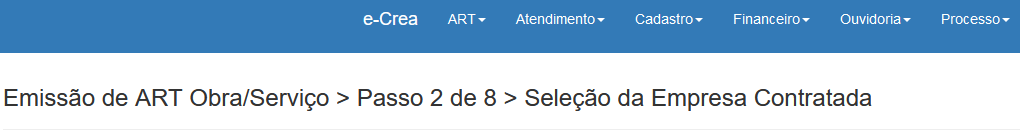 e-Crea ART Atendimento Cadastro Financeiro Ouvidoria Processo
Emissão de ART Obra/Serviço > Passo 2 de 8 > Seleção da Empresa Contratada